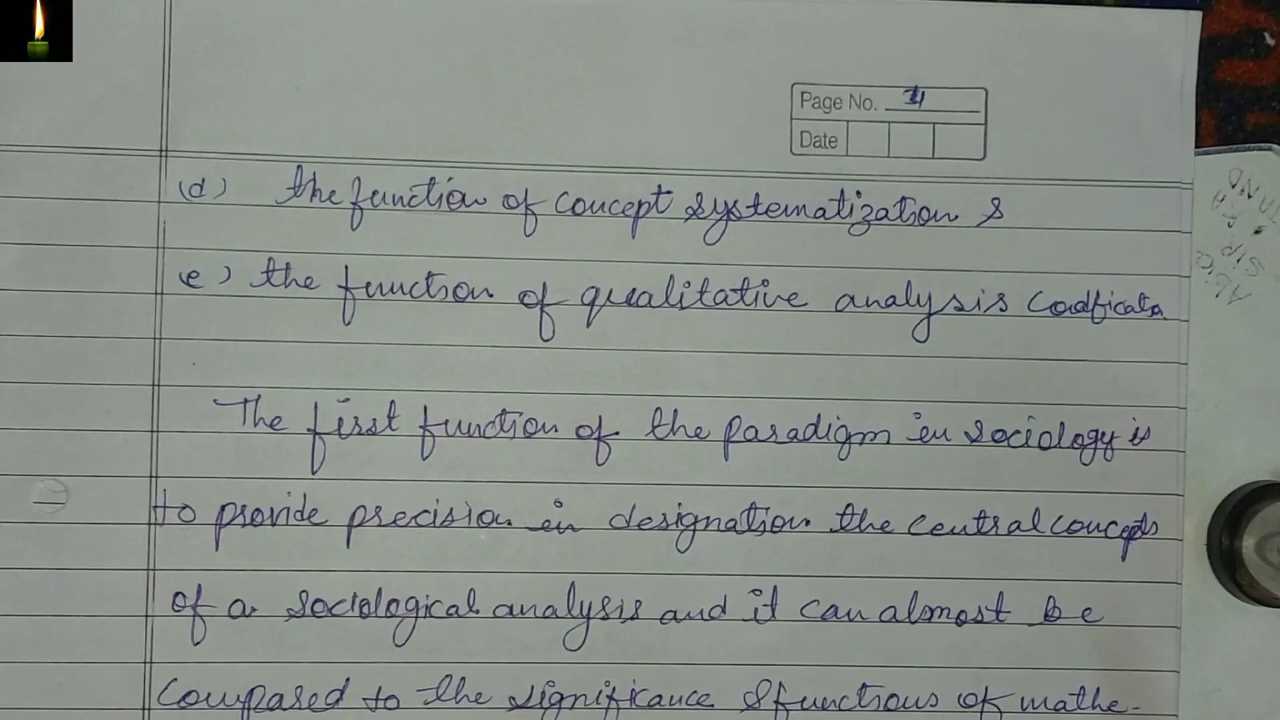 Page No. 4
Date
(d) the function of concept systematization &
(e) the function of qualitative analysis
The first function of the paradigm in sociology is
to provide precision in designation the central concepts
of a sociological analysis and it can almost be
compared to the significance & functions of mathe-